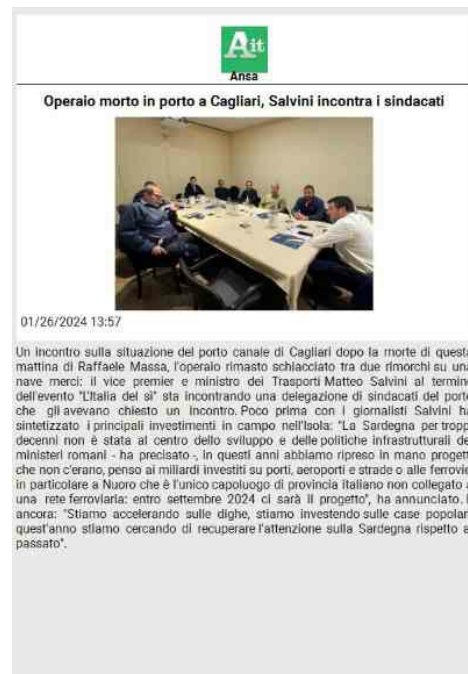 Ait
Ansa
Operaio morto in porto a Cagliari, Salvini incontra i sindacati
01/26/2024 13:57
Un incontro sulla situazione del porto canale di Cagliari dopo la morte di questa
mattina di Raffaele Massa, l'operaio rimasto schiacciato tra due rimorchi su una
nave merci: il vice premier e ministro dei Trasporti Matteo Salvini al termine
dell'evento "L'Italia del sì" sta incontrando una delegazione di sindacati del porto
che gli avevano chiesto un incontro. Poco prima con i giornalisti Salvini ha
sintetizzato i principali investimenti in campo nell'Isola: "La Sardegna per tropp
decenni non è stata al centro dello sviluppo e delle politiche infrastrutturali de
ministeri romani - ha precisato -, in questi anni abbiamo ripreso in mano progett
che non c'erano, penso ai miliardi investiti su porti, aeroporti e strade o alle ferrovie
in particolare a Nuoro che è l'unico capoluogo di provincia italiano non collegato a
una rete ferroviaria: entro settembre 2024 ci sarà il progetto", ha annunciato.
ancora: "Stiamo accelerando sulle dighe, stiamo investendo sulle case popolar
quest'anno stiamo cercando di recuperare l'attenzione sulla Sardegna rispetto a
passato".